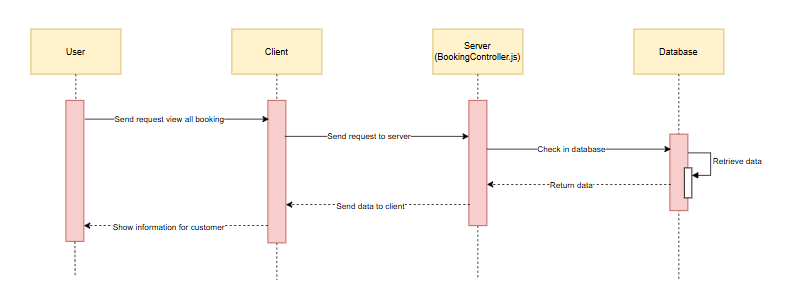 User
Client
Server
(BookingController.js)
Database
Send request view all booking
Send request to server
Check in database
Retrieve data
Return data
Send data to client
Show information for customer